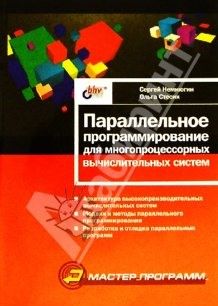 bhv
Сергей Немнюгин
Ольга Стесик
Параллельное
программирование
для многопроцессорных
вычислительных систем
Архитектура высокопроизводительных
вычислительных систем
Модели и методы параллельного
программирования
Разработка и отладка параллельных
программ
МАСТЕР ПРОГРАММ
Лабиринт